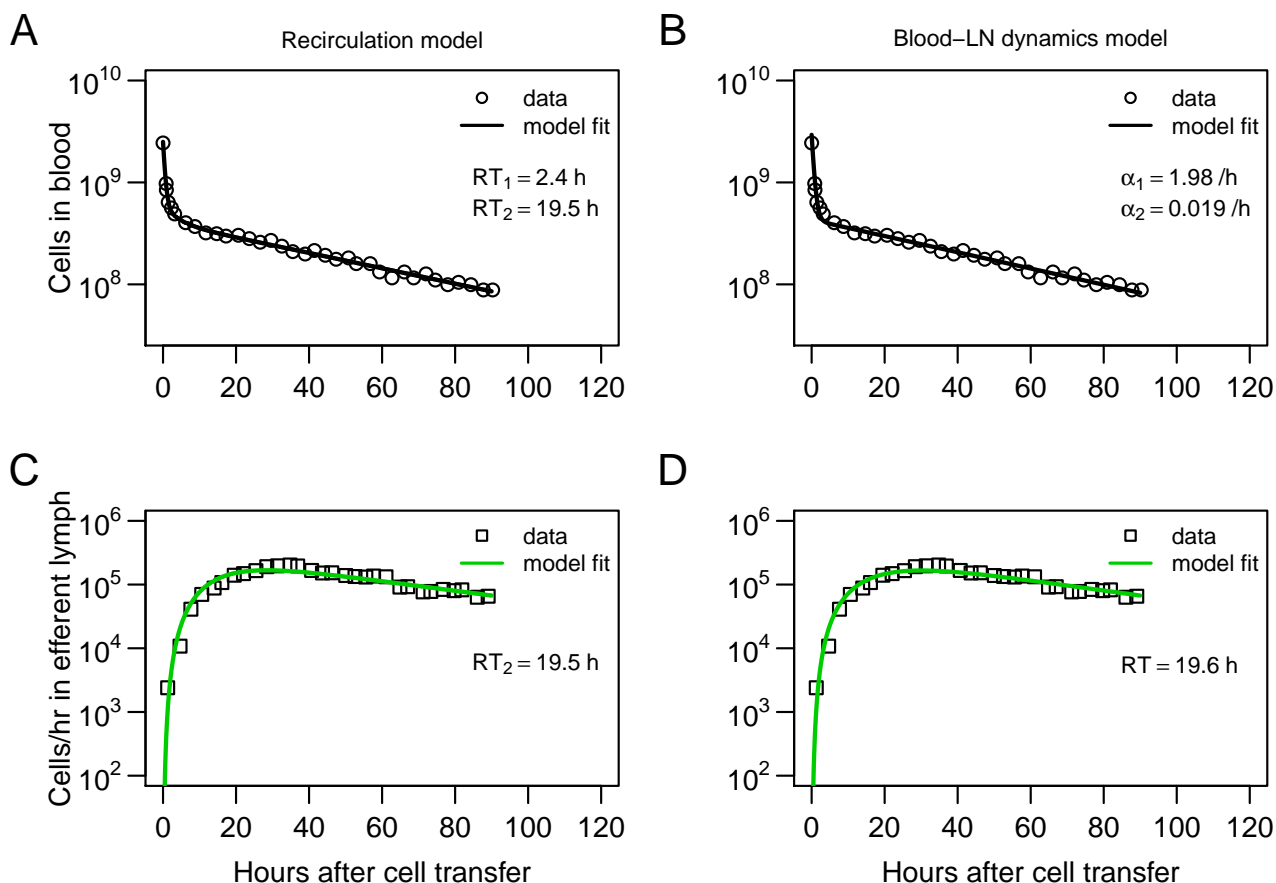 A
Recirculation model
Cells in blood
10^10
10^9
10^8
data
model fit
RT₁ = 2.4 h
RT₂ = 19.5 h
0 20 40 60 80 100 120
B
Blood−LN dynamics model
10^10
10^9
10^8
data
model fit
α₁ = 1.98 /h
α₂ = 0.019 /h
0 20 40 60 80 100 120
C
Cells/hr in efferent lymph
10^6
10^5
10^4
10^3
10^2
data
model fit
RT₂ = 19.5 h
0 20 40 60 80 100 120
Hours after cell transfer
D
10^6
10^5
10^4
10^3
10^2
data
model fit
RT = 19.6 h
0 20 40 60 80 100 120
Hours after cell transfer